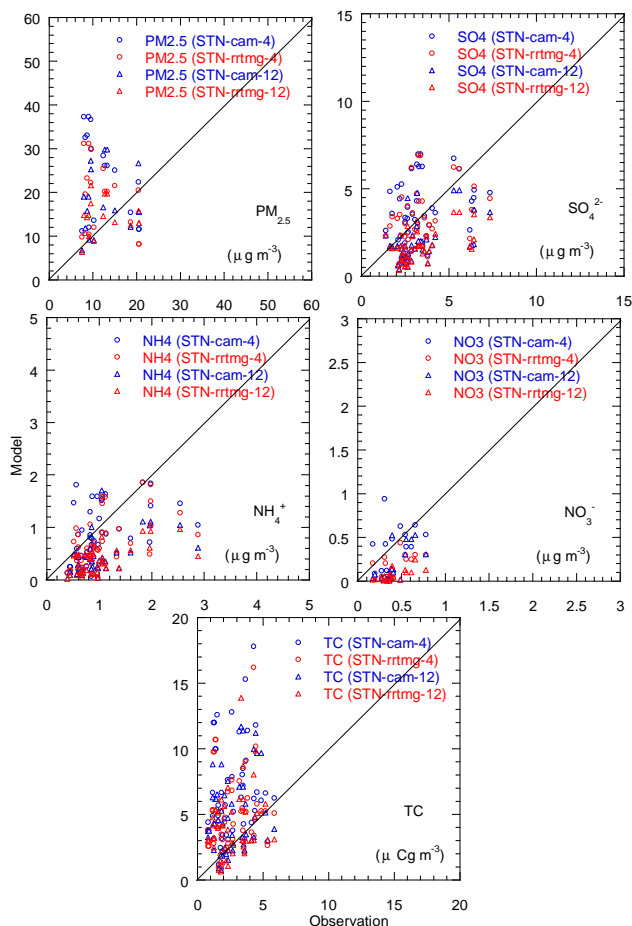 60
50
40
30
20
10
0
0 10 20 30 40 50 60
PM2.5 (STN-cam-4)
PM2.5 (STN-rrtmg-4)
PM2.5 (STN-cam-12)
PM2.5 (STN-rrtmg-12)
PM2.5
(μ g m-3)
15
10
5
0
0 5 10 15
SO4 (STN-cam-4)
SO4 (STN-rrtmg-4)
SO4 (STN-cam-12)
SO4 (STN-rrtmg-12)
SO42-
(μ g m-3)
Model
5
4
3
2
1
0
0 1 2 3 4 5
NH4 (STN-cam-4)
NH4 (STN-rrtmg-4)
NH4 (STN-cam-12)
NH4 (STN-rrtmg-12)
NH4+
(μ g m-3)
3
2.5
2
1.5
1
0.5
0
0 0.5 1 1.5 2 2.5 3
NO3 (STN-cam-4)
NO3 (STN-rrtmg-4)
NO3 (STN-cam-12)
NO3 (STN-rrtmg-12)
NO3-
(μ g m-3)
20
15
10
5
0
0 5 10 15 20
TC (STN-cam-4)
TC (STN-rrtmg-4)
TC (STN-cam-12)
TC (STN-rrtmg-12)
TC
(μ Cg m-3)
Observation